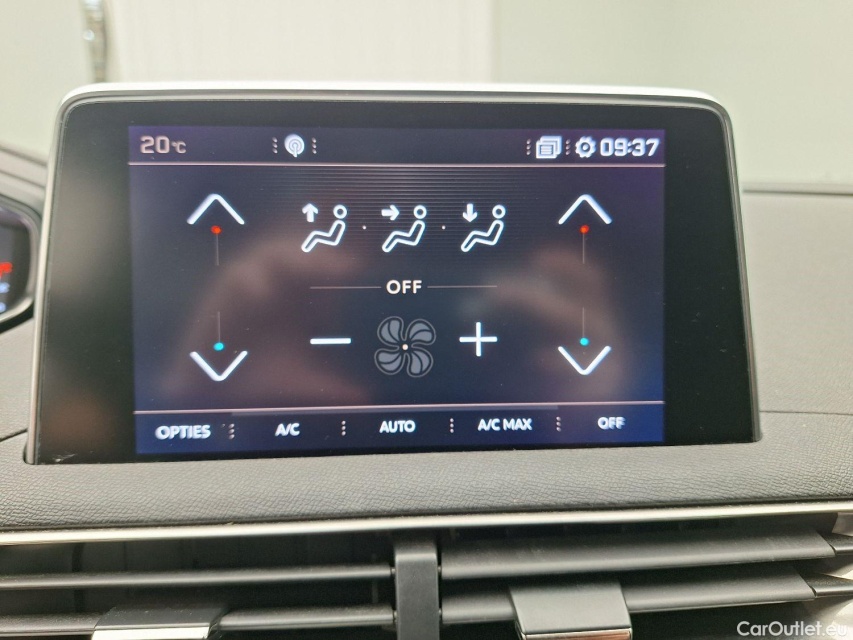 20°C
09:37
OFF
OPTIES
A/C
AUTO
A/C MAX
OFF
CarOutlet.eu